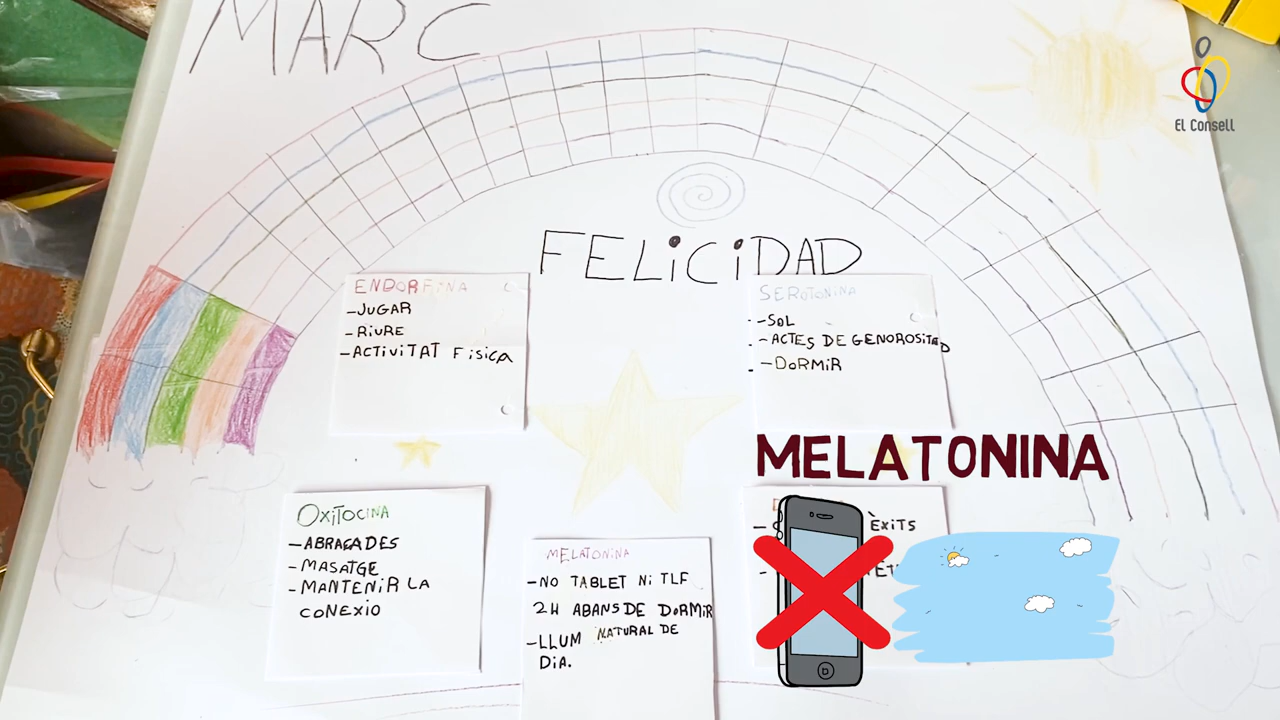 MARC
El Consell
FELiCiDAD
ENDORFINA
-JUGAR
-RIURE
-ACTIVITAT FiSiCA
SEROTONINA
-SOL
-ACTES DE GENOROSITAD
-DORMIR
OXITOCINA
-ABRAÇADES
-MASATGE
-MANTENIR LA
CONEXIO
MELATONINA
-NO TABLET Ni TLF
2H ABANS DE DORMIR
-LLUM NATURAL DE
DIA.
MELATONINA
ÈXITS